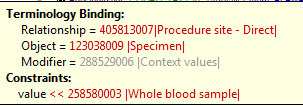 Terminology Binding:
Relationship = 405813007|Procedure site - Direct|
Object = 123038009 |Specimen|
Modifier = 288529006 |Context values|
Constraints:
value << 258580003 |Whole blood sample|